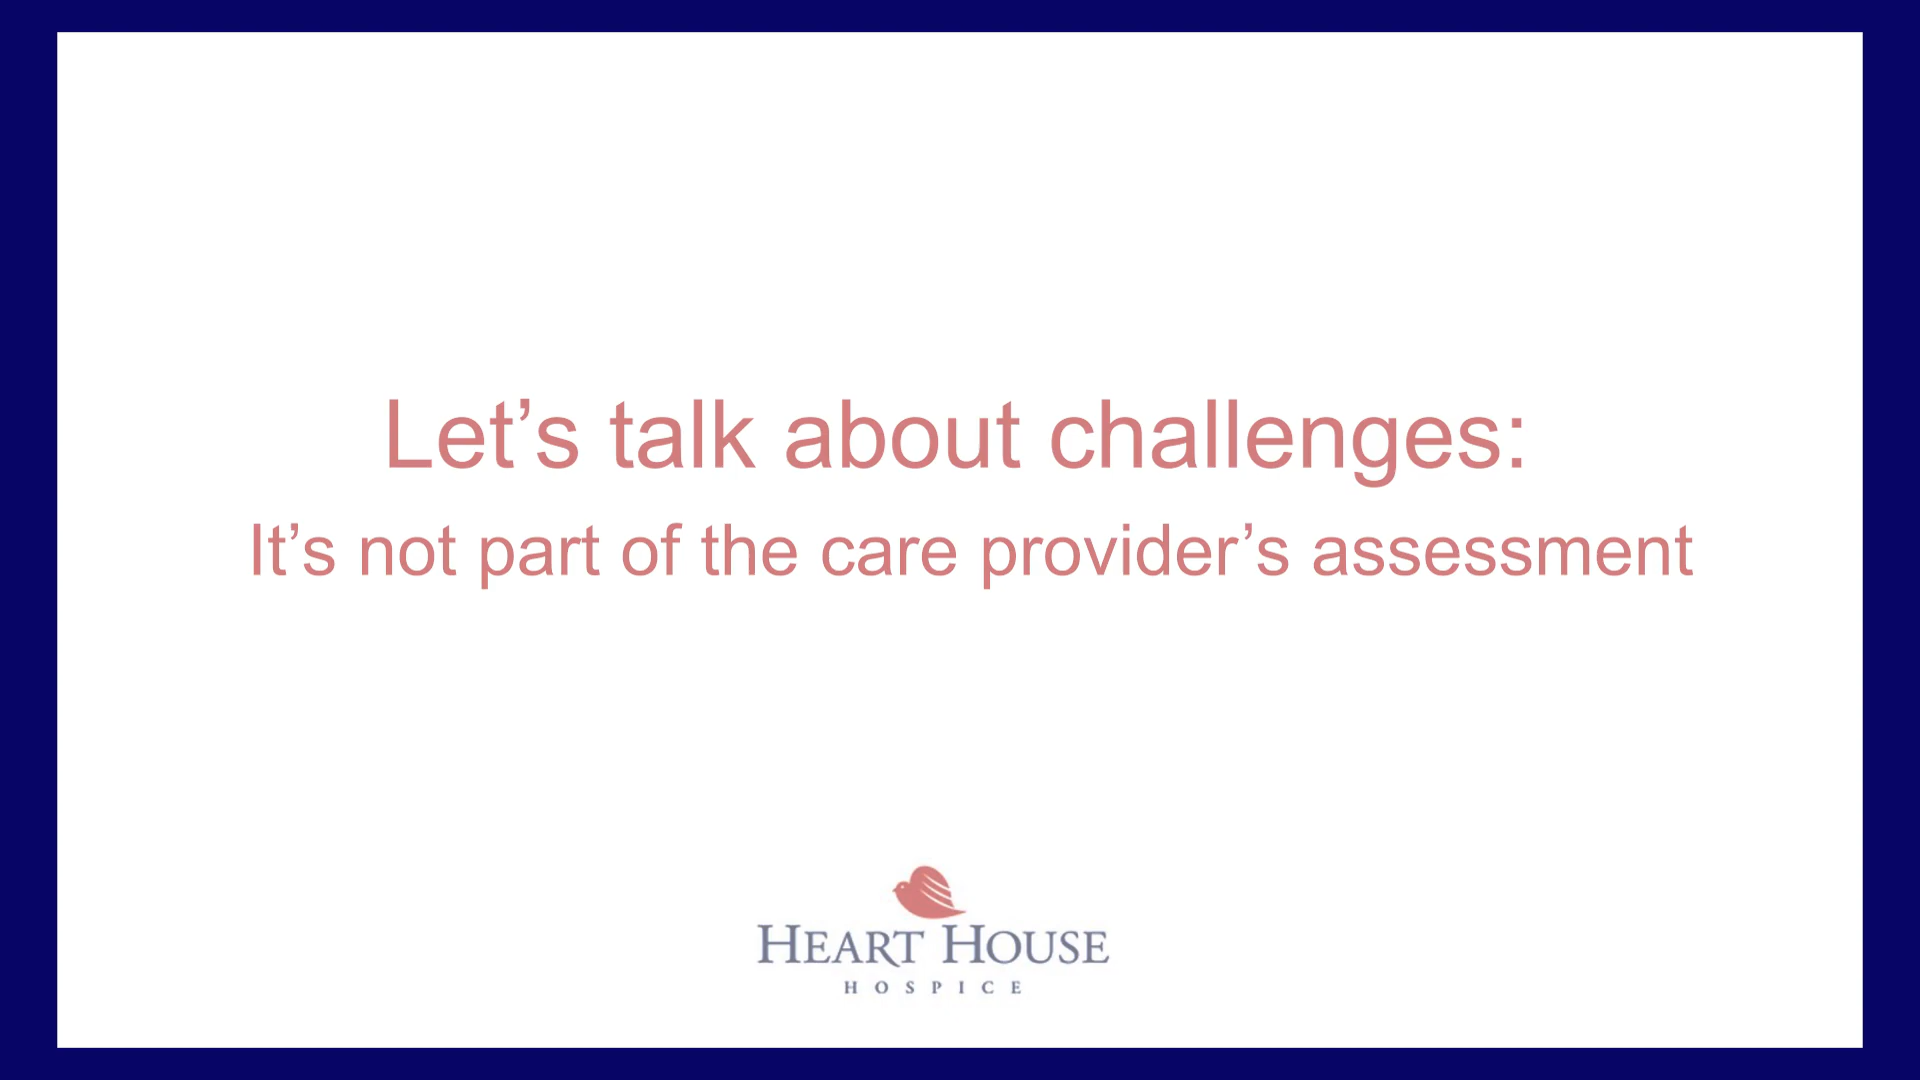 Let’s talk about challenges:
It’s not part of the care provider’s assessment
HEART HOUSE
HOSPICE